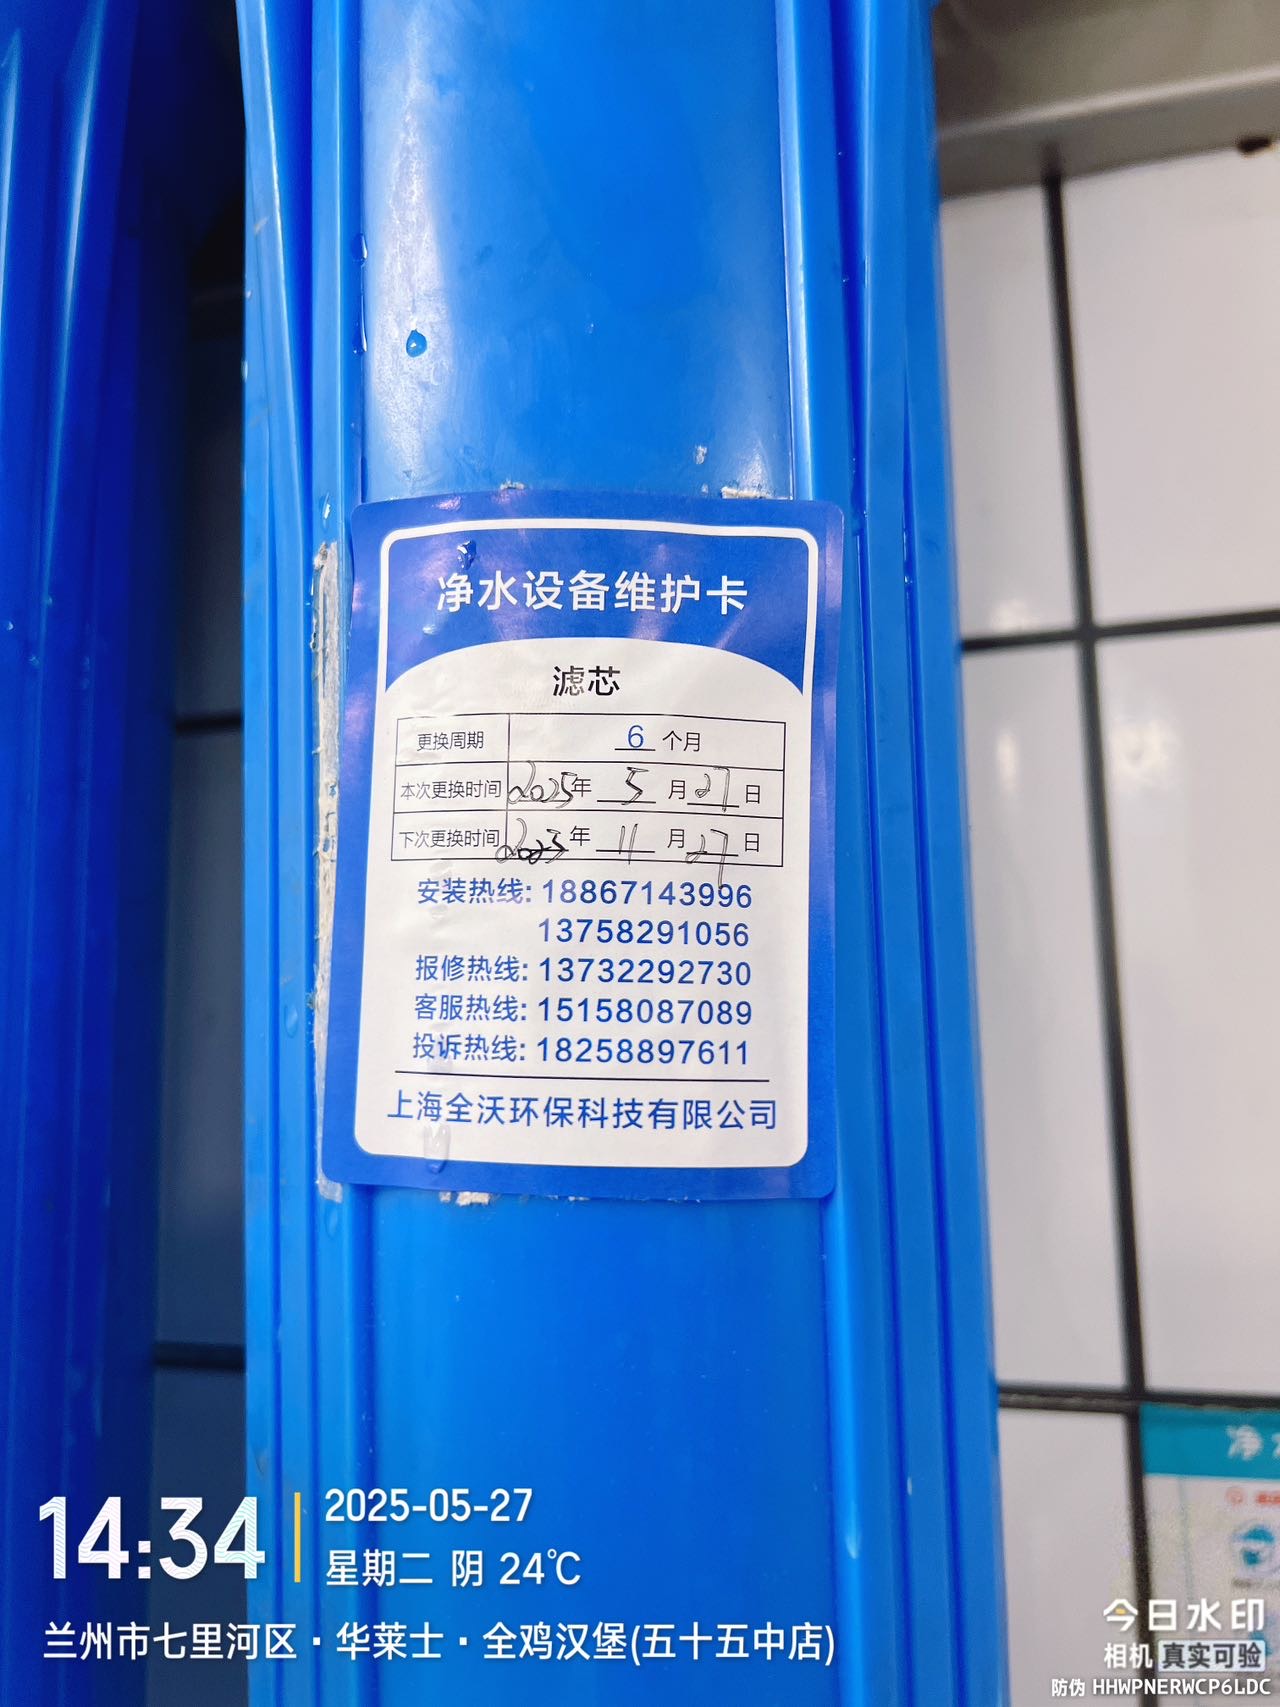 净水设备维护卡
滤芯
更换周期 6 个月
本次更换时间 2025年 5 月 27 日
下次更换时间 2025 年 11 月 27 日
安装热线: 18867143996
13758291056
报修热线: 13732292730
客服热线: 15158087089
投诉热线: 18258897611
上海全沃环保科技有限公司
净
14:34
2025-05-27
星期二 阴 24℃
兰州市七里河区·华莱士·全鸡汉堡(五十五中店)
今日水印
相机 真实可验
防伪 HHWPNERWCP6LDC